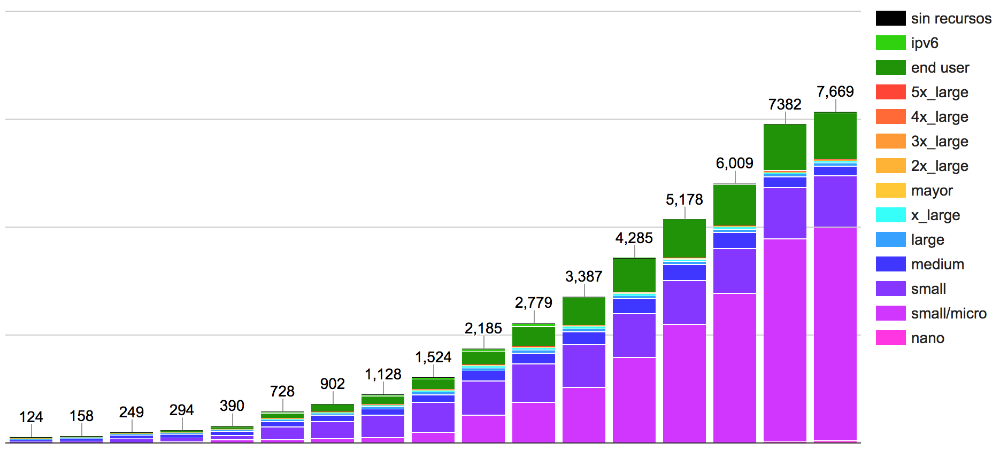 124
158
249
294
390
728
902
1,128
1,524
2,185
2,779
3,387
4,285
5,178
6,009
7382
7,669
sin recursos
ipv6
end user
5x_large
4x_large
3x_large
2x_large
mayor
x_large
large
medium
small
small/micro
nano